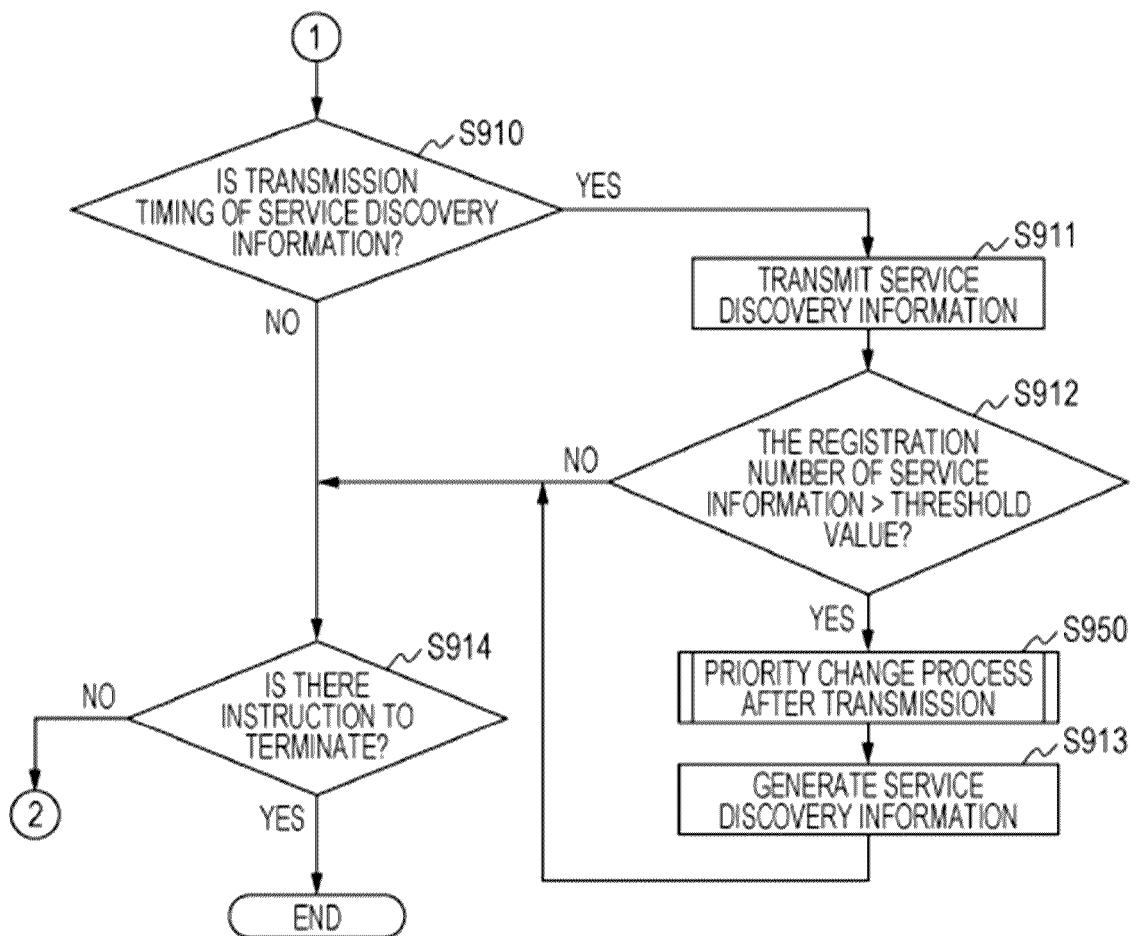 1
S910
IS TRANSMISSION
TIMING OF SERVICE DISCOVERY
INFORMATION?
YES
NO
S911
TRANSMIT SERVICE
DISCOVERY INFORMATION
S912
THE REGISTRATION
NUMBER OF SERVICE
INFORMATION > THRESHOLD
VALUE?
NO
YES
S950
PRIORITY CHANGE PROCESS
AFTER TRANSMISSION
S913
GENERATE SERVICE
DISCOVERY INFORMATION
S914
IS THERE
INSTRUCTION TO
TERMINATE?
NO
2
YES
END